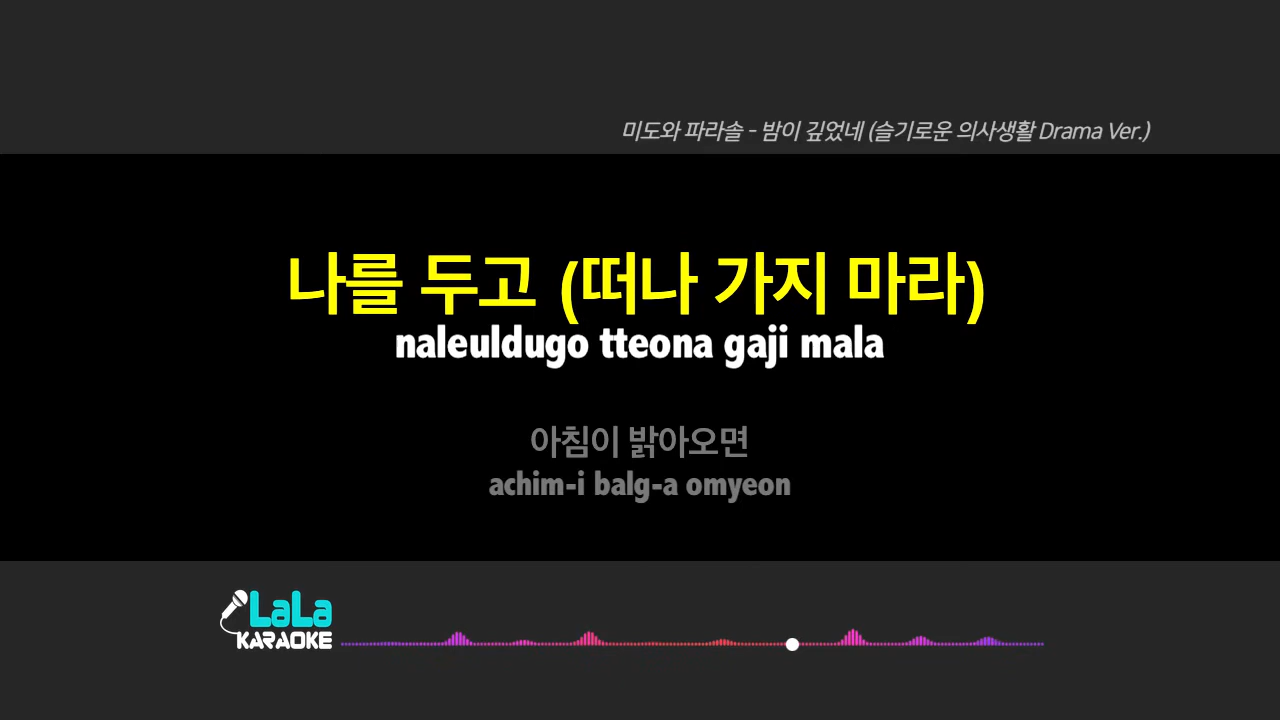 미도와 파라솔 - 밤이 깊었네 (슬기로운 의사생활 Drama Ver.)
나를 두고 (떠나 가지 마라)
naleuldugo tteona gaji mala
아침이 밝아오면
achim-i balg-a omyeon
LaLa
KARAOKE